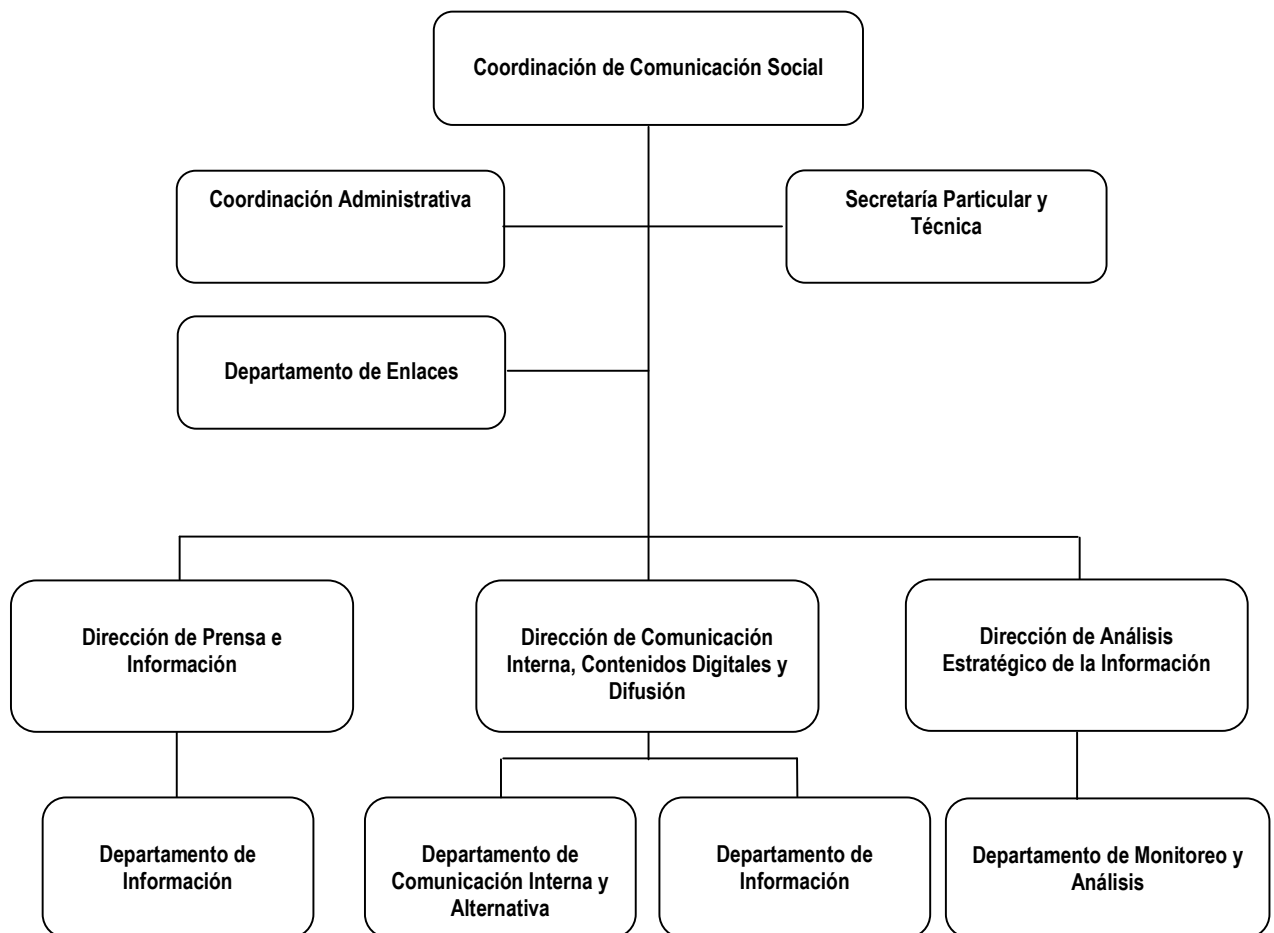 Coordinación de Comunicación Social
Coordinación Administrativa
Secretaría Particular y
Técnica
Departamento de Enlaces
Dirección de Prensa e
Información
Dirección de Comunicación
Interna, Contenidos Digitales y
Difusión
Dirección de Análisis
Estratégico de la Información
Departamento de
Información
Departamento de
Comunicación Interna y
Alternativa
Departamento de
Información
Departamento de Monitoreo y
Análisis